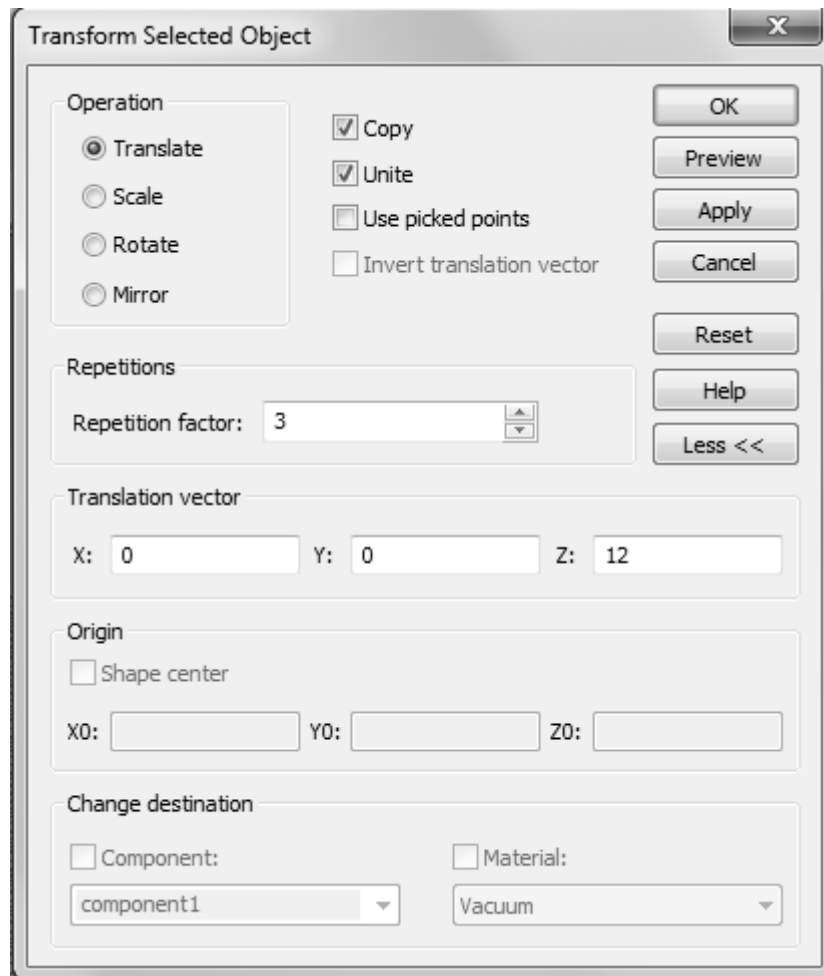 Transform Selected Object
X
Operation
Translate
Scale
Rotate
Mirror
Copy
Unite
Use picked points
Invert translation vector
OK
Preview
Apply
Cancel
Reset
Help
Less <<
Repetitions
Repetition factor: 3
Translation vector
X: 0 Y: 0 Z: 12
Origin
Shape center
X0: Y0: Z0:
Change destination
Component: Material:
component1 Vacuum